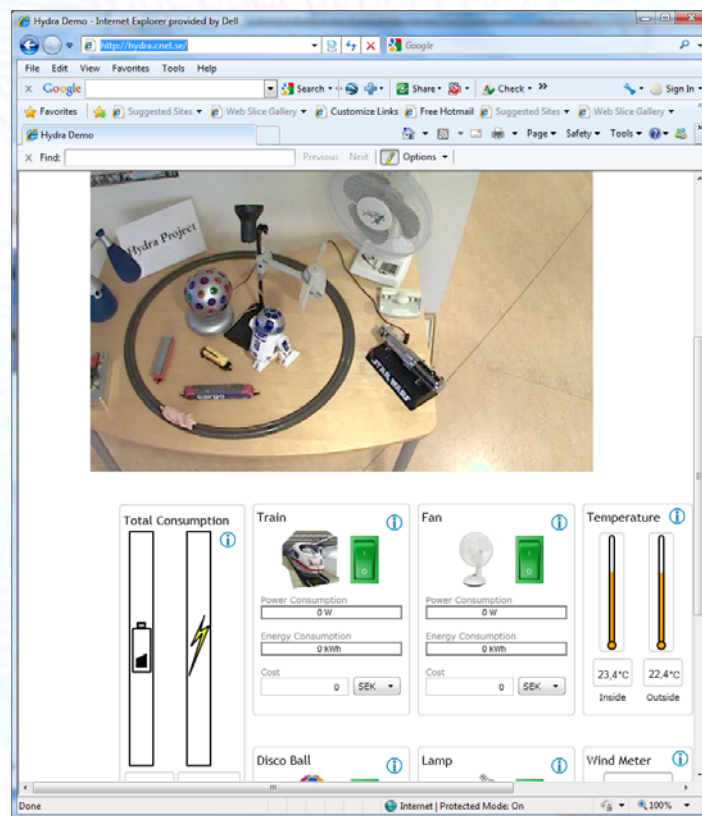 Hydra Demo - Internet Explorer provided by Dell
http://hydra.cnet.se/
Google
File Edit View Favorites Tools Help
x Google Search Share Check >> Sign In
Favorites Suggested Sites Web Slice Gallery Customize Links Free Hotmail Suggested Sites Web Slice Gallery
Hydra Demo Page Safety Tools
x Find: Previous Next Options
Hydra Project
cargo
STAR WARS
Total Consumption
Train
Power Consumption
0 W
Energy Consumption
0 kWh
Cost
0 SEK
Fan
Power Consumption
0 W
Energy Consumption
0 kWh
Cost
0 SEK
Temperature
23,4°C 22,4°C
Inside Outside
Disco Ball
Lamp
Wind Meter
Done Internet | Protected Mode: On 100%